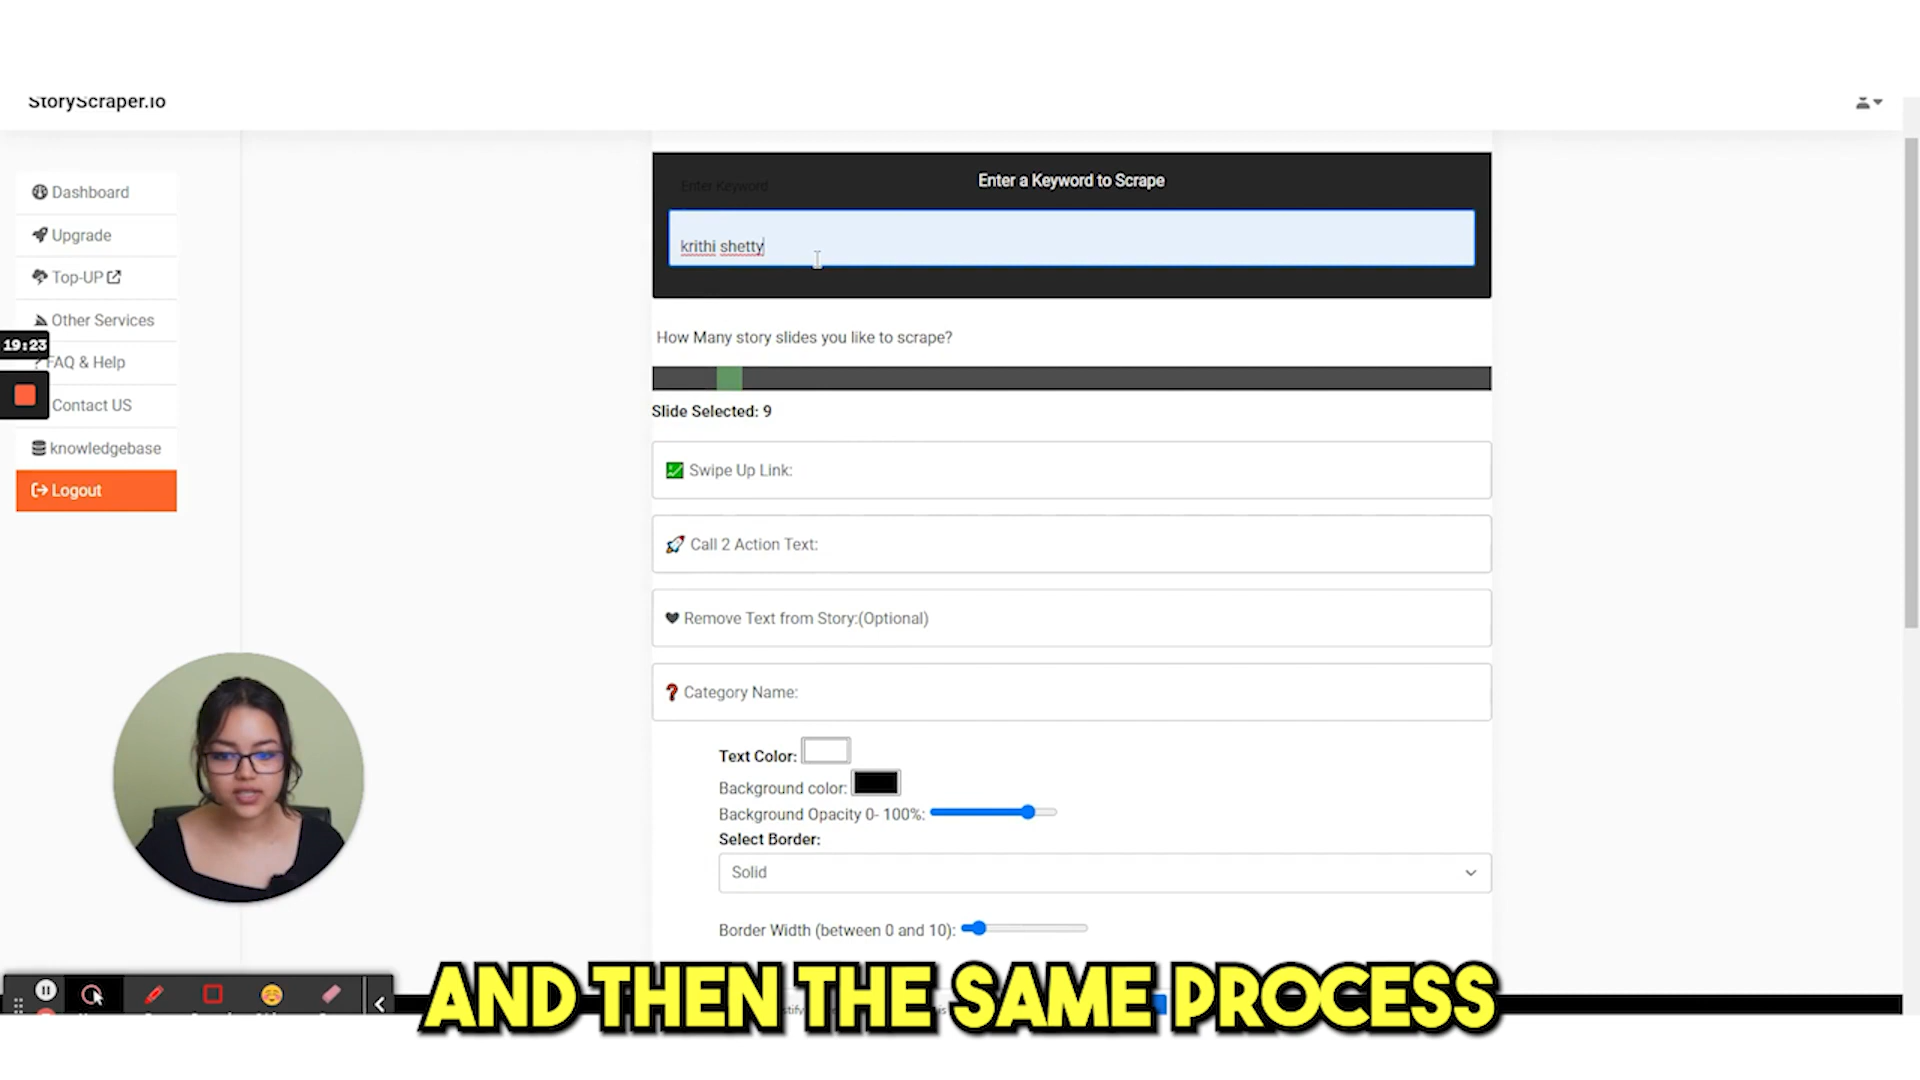 StoryScraper.io
Dashboard
Upgrade
Top-UP
Other Services
19:23
FAQ & Help
Contact US
knowledgebase
Logout
Enter Keyword
Enter a Keyword to Scrape
krithi shetty
How Many story slides you like to scrape?
Slide Selected: 9
Swipe Up Link:
Call 2 Action Text:
Remove Text from Story:(Optional)
Category Name:
Text Color:
Background color:
Background Opacity 0- 100%:
Select Border:
Solid
Border Width (between 0 and 10):
AND THEN THE SAME PROCESS